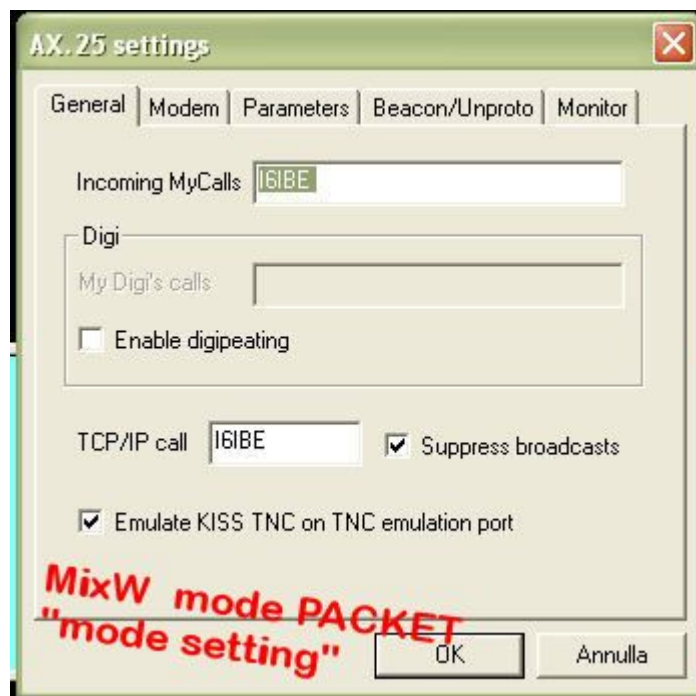 AX.25 settings
General Modem Parameters Beacon/Unproto Monitor
Incoming MyCalls I6IBE
Digi
My Digi's calls
Enable digipeating
TCP/IP call I6IBE Suppress broadcasts
Emulate KISS TNC on TNC emulation port
MixW mode PACKET
"mode setting"
OK Annulla